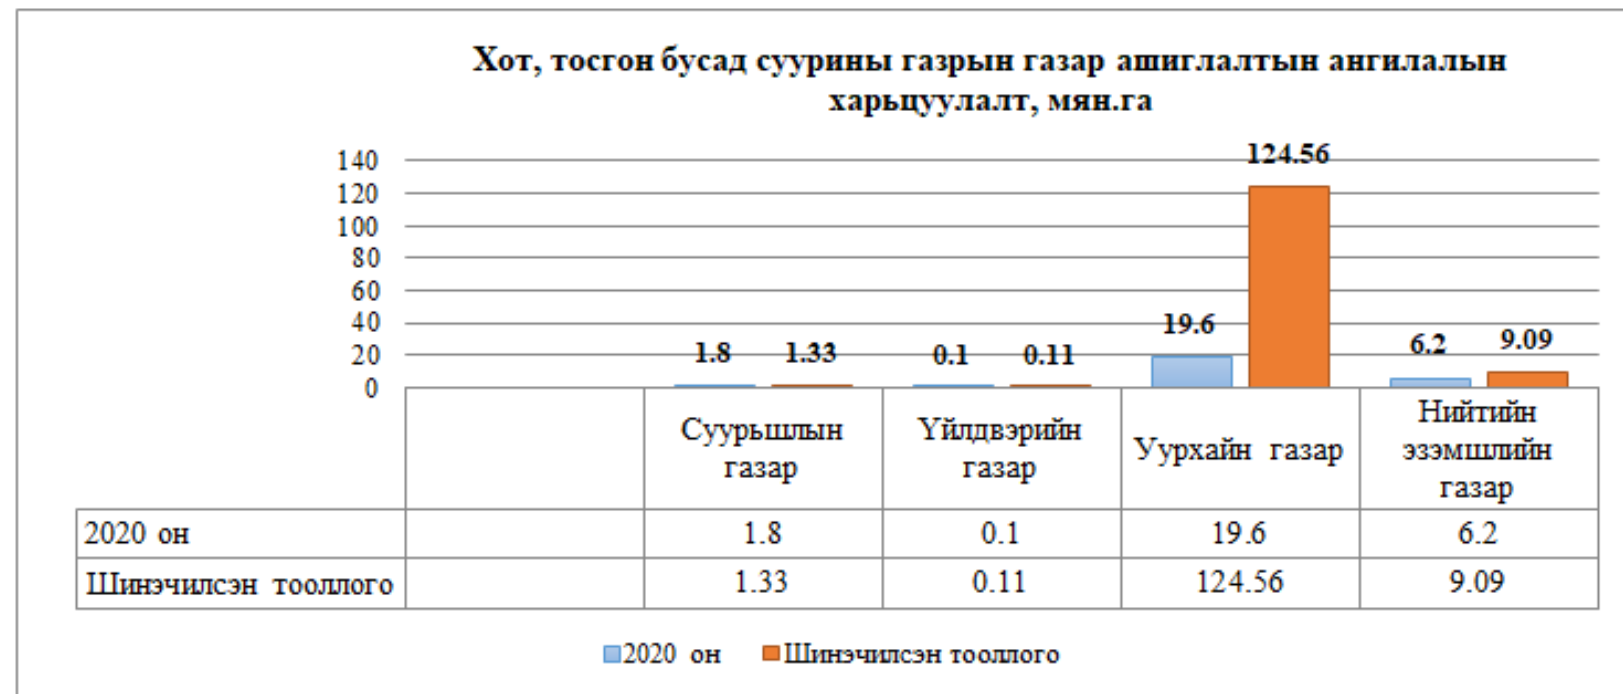 Хот, тосгон бусад суурины газрын газар ашиглалтын ангилалын
харьцуулалт, мян.га
140
120
100
80
60
40
20
0
1.8
1.33
0.1
0.11
19.6
124.56
6.2
9.09
Суурьшлын
газар
Үйлдвэрийн
газар
Уурхайн газар
Нийтийн
эзэмшлийн
газар
2020 он 1.8 0.1 19.6 6.2
Шинэчилсэн тооллого 1.33 0.11 124.56 9.09
2020 он Шинэчилсэн тооллого